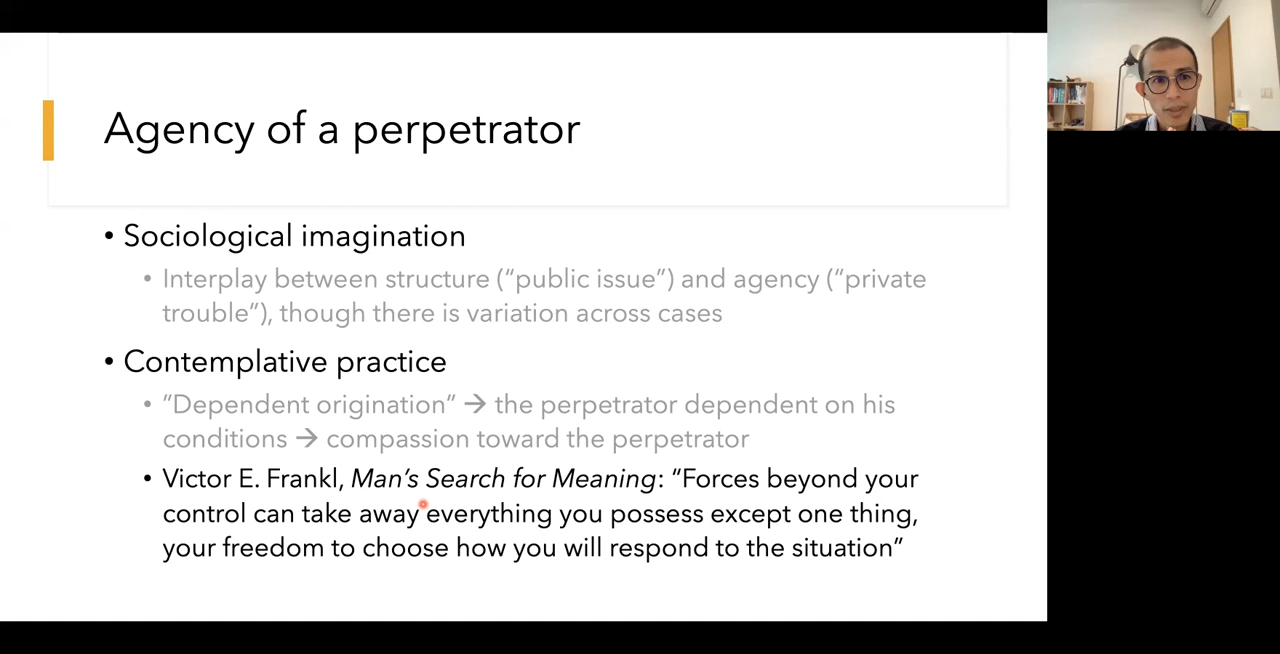 Agency of a perpetrator
• Sociological imagination
• Interplay between structure (“public issue”) and agency (“private
trouble”), though there is variation across cases
• Contemplative practice
• “Dependent origination” → the perpetrator dependent on his
conditions → compassion toward the perpetrator
• Victor E. Frankl, Man’s Search for Meaning: “Forces beyond your
control can take away everything you possess except one thing,
your freedom to choose how you will respond to the situation”